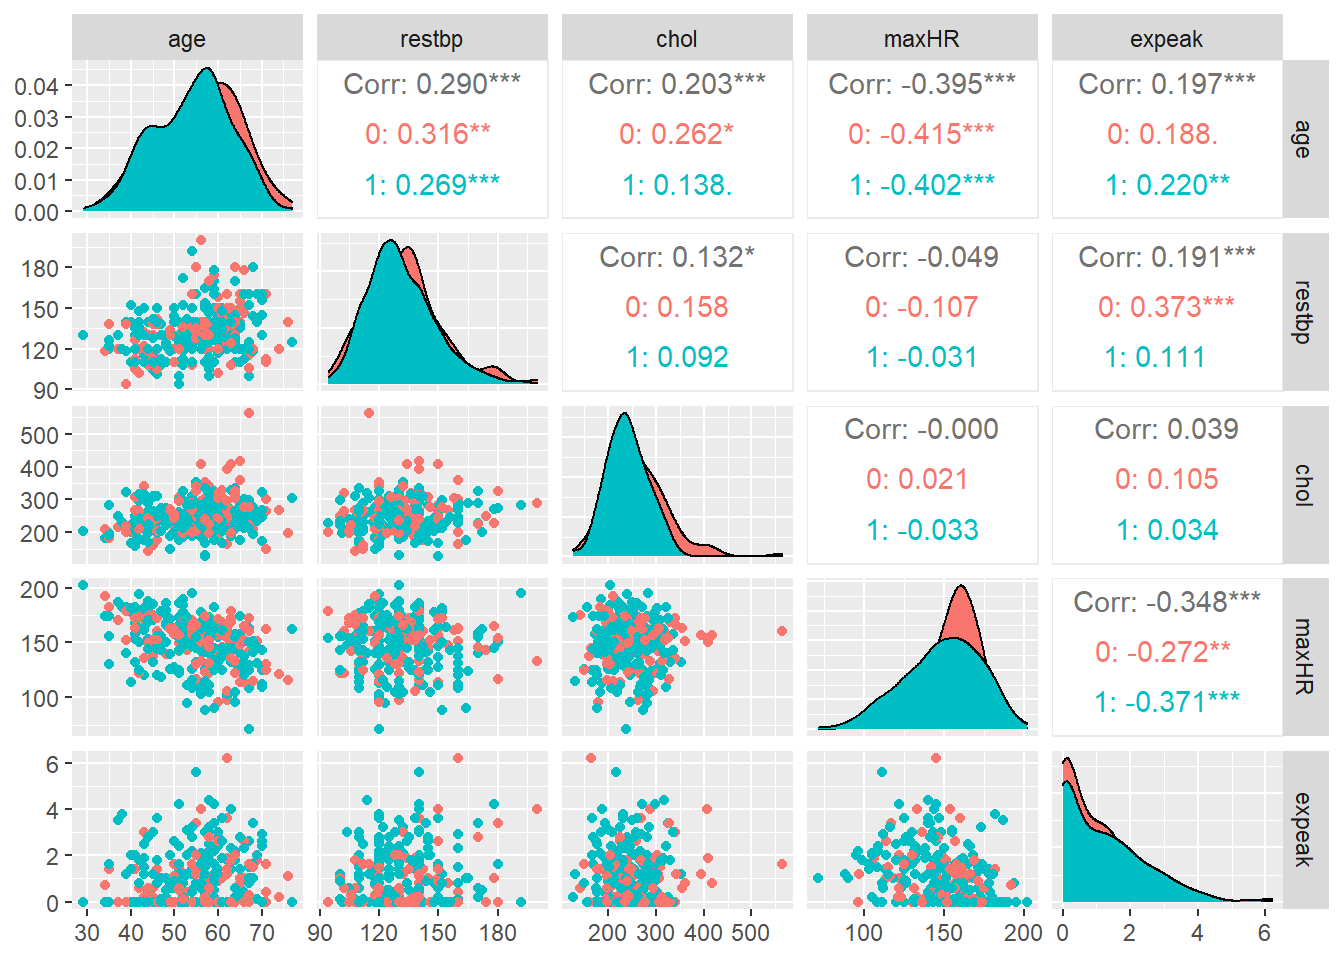 age restbp chol maxHR expeak
0.04
0.03
0.02
0.01
0.00
Corr: 0.290***
0: 0.316**
1: 0.269***
Corr: 0.203***
0: 0.262*
1: 0.138.
Corr: -0.395***
0: -0.415***
1: -0.402***
Corr: 0.197***
0: 0.188.
1: 0.220**
age
180
150
120
90
Corr: 0.132*
0: 0.158
1: 0.092
Corr: -0.049
0: -0.107
1: -0.031
Corr: 0.191***
0: 0.373***
1: 0.111
restbp
500
400
300
200
Corr: -0.000
0: 0.021
1: -0.033
Corr: 0.039
0: 0.105
1: 0.034
chol
200
150
100
Corr: -0.348***
0: -0.272**
1: -0.371***
maxHR
6
4
2
0
expeak
30 40 50 60 70
90 120 150 180
200 300 400 500
100 150 200
0 2 4 6